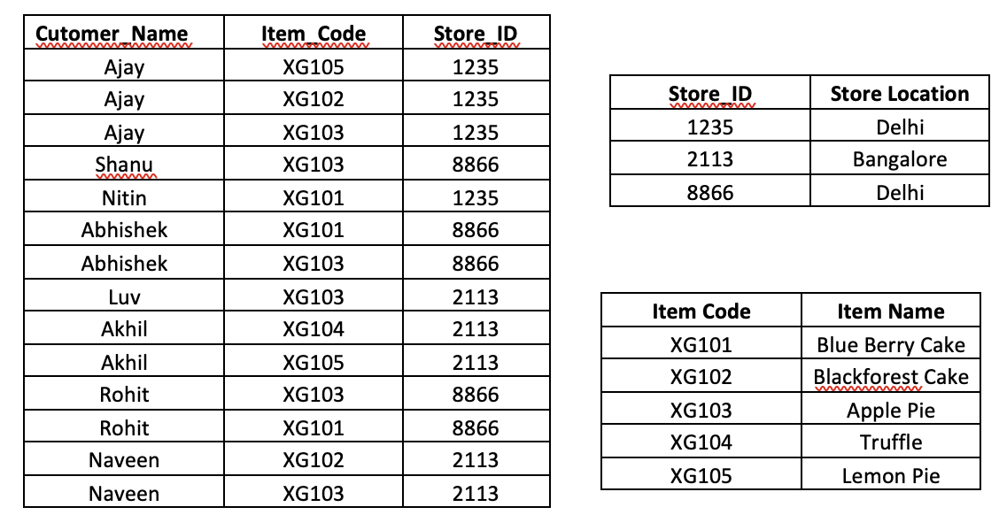 Cutomer_Name Item_Code Store_ID
Ajay XG105 1235
Ajay XG102 1235
Ajay XG103 1235
Shanu XG103 8866
Nitin XG101 1235
Abhishek XG101 8866
Abhishek XG103 8866
Luv XG103 2113
Akhil XG104 2113
Akhil XG105 2113
Rohit XG103 8866
Rohit XG101 8866
Naveen XG102 2113
Naveen XG103 2113
Store_ID Store Location
1235 Delhi
2113 Bangalore
8866 Delhi
Item Code Item Name
XG101 Blue Berry Cake
XG102 Blackforest Cake
XG103 Apple Pie
XG104 Truffle
XG105 Lemon Pie